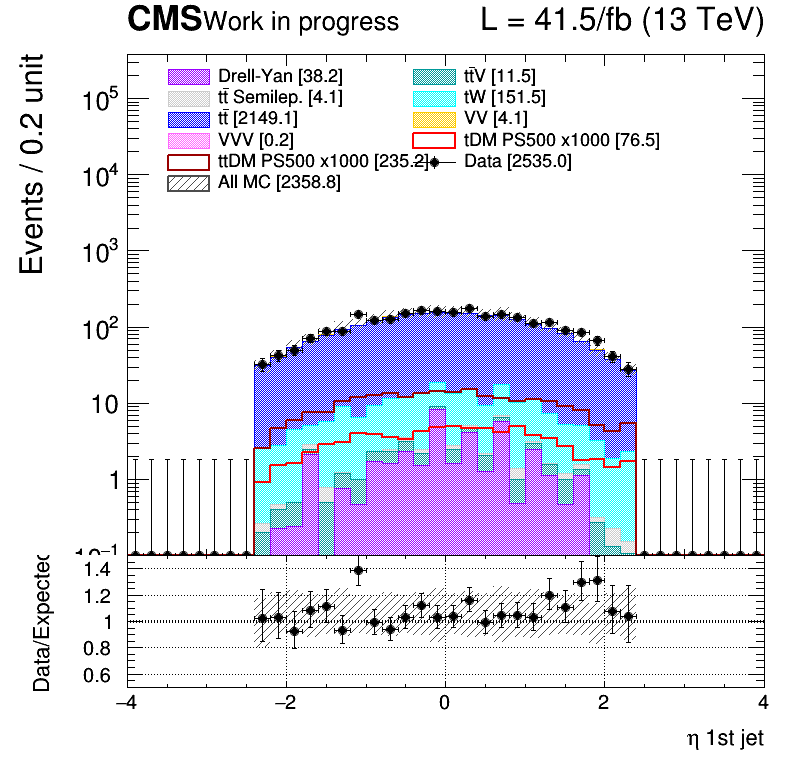 CMS Work in progress L = 41.5/fb (13 TeV)
Drell-Yan [38.2] tt̄V [11.5]
tt̄ Semilep. [4.1] tW [151.5]
tt̄ [2149.1] VV [4.1]
VVV [0.2] tDM PS500 x1000 [76.5]
ttDM PS500 x1000 [235.2] Data [2535.0]
All MC [2358.8]
Events / 0.2 unit
10⁵
10⁴
10³
10²
10
1
10⁻¹
Data/Expected
1.4
1.2
1
0.8
0.6
−4 −2 0 2 4
η 1st jet